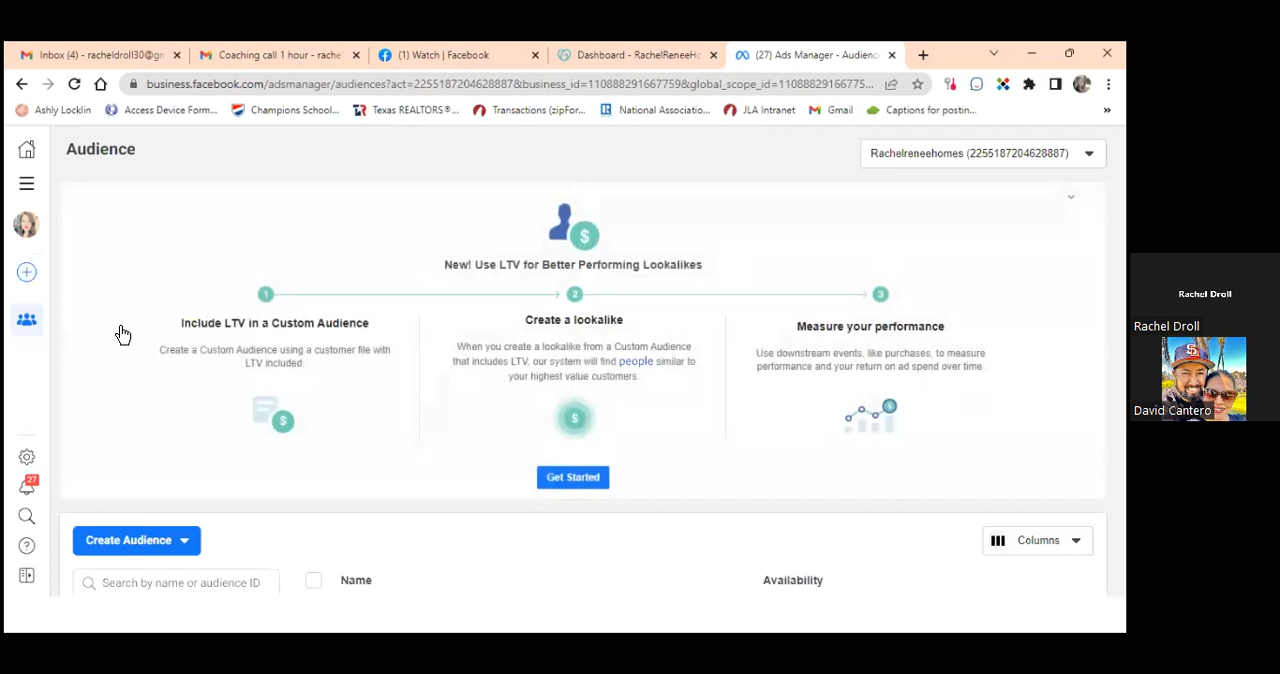 Inbox (4) - racheldroll30@gm
Coaching call 1 hour - rache
(1) Watch | Facebook
Dashboard - RachelReneeHo
(27) Ads Manager - Audienc
business.facebook.com/adsmanager/audiences?act=2255187204628887&business_id=110888291667759&global_scope_id=11088829166775...
Ashly Locklin
Access Device Form...
Champions School...
Texas REALTORS®...
Transactions (zipFor...
National Associatio...
JLA Intranet
Gmail
Captions for postin...
»
Audience
Rachelreneehomes (2255187204628887)
New! Use LTV for Better Performing Lookalikes
1
2
3
Include LTV in a Custom Audience
Create a Custom Audience using a customer file with
LTV included.
Create a lookalike
When you create a lookalike from a Custom Audience
that includes LTV, our system will find people similar to
your highest value customers.
Measure your performance
Use downstream events, like purchases, to measure
performance and your return on ad spend over time.
Get Started
27
Create Audience
Columns
Search by name or audience ID
Name
Availability
Rachel Droll
Rachel Droll
David Cantero